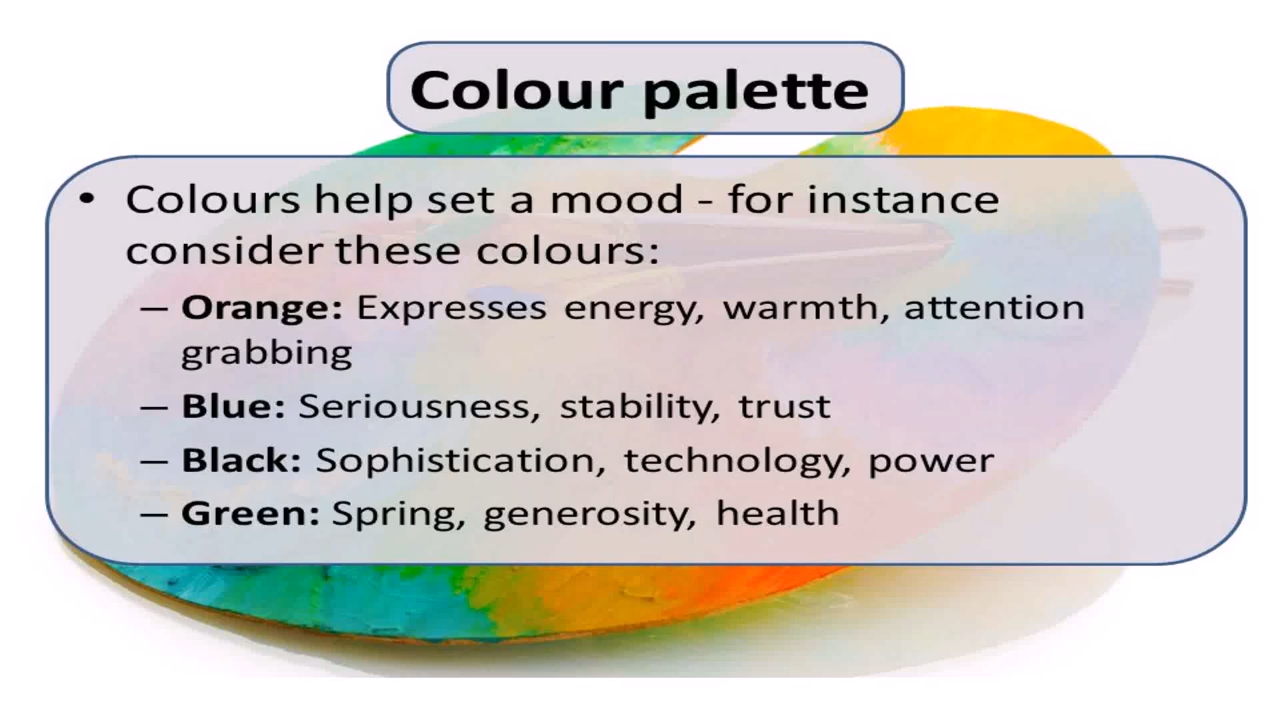 Colour palette
• Colours help set a mood - for instance
consider these colours:
– Orange: Expresses energy, warmth, attention
grabbing
– Blue: Seriousness, stability, trust
– Black: Sophistication, technology, power
– Green: Spring, generosity, health